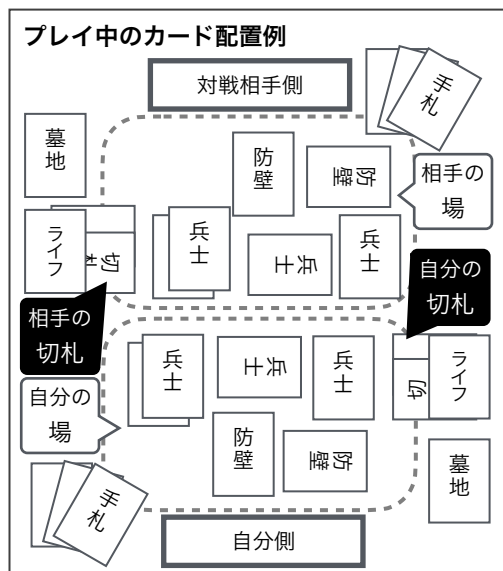 プレイ中のカード配置例
対戦相手側
手札
墓地
防壁
防壁
相手の
場
ライフ
切札
兵士
兵士
兵士
自分の
切札
相手の
切札
兵士
兵士
兵士
切
ライフ
自分の
場
防壁
防壁
墓地
手札
自分側